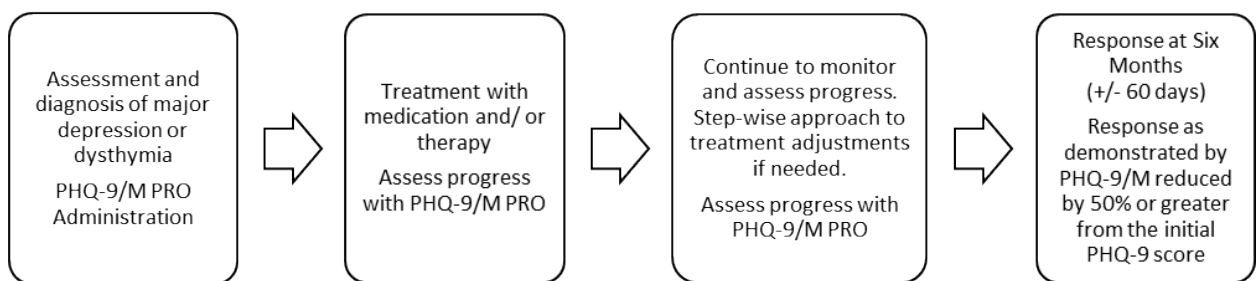 Assessment and
diagnosis of major
depression or
dysthymia
PHQ-9/M PRO
Administration
Treatment with
medication and/ or
therapy
Assess progress
with PHQ-9/M PRO
Continue to monitor
and assess progress.
Step-wise approach to
treatment adjustments
if needed.
Assess progress with
PHQ-9/M PRO
Response at Six
Months
(+/- 60 days)
Response as
demonstrated by
PHQ-9/M reduced
by 50% or greater
from the initial
PHQ-9 score